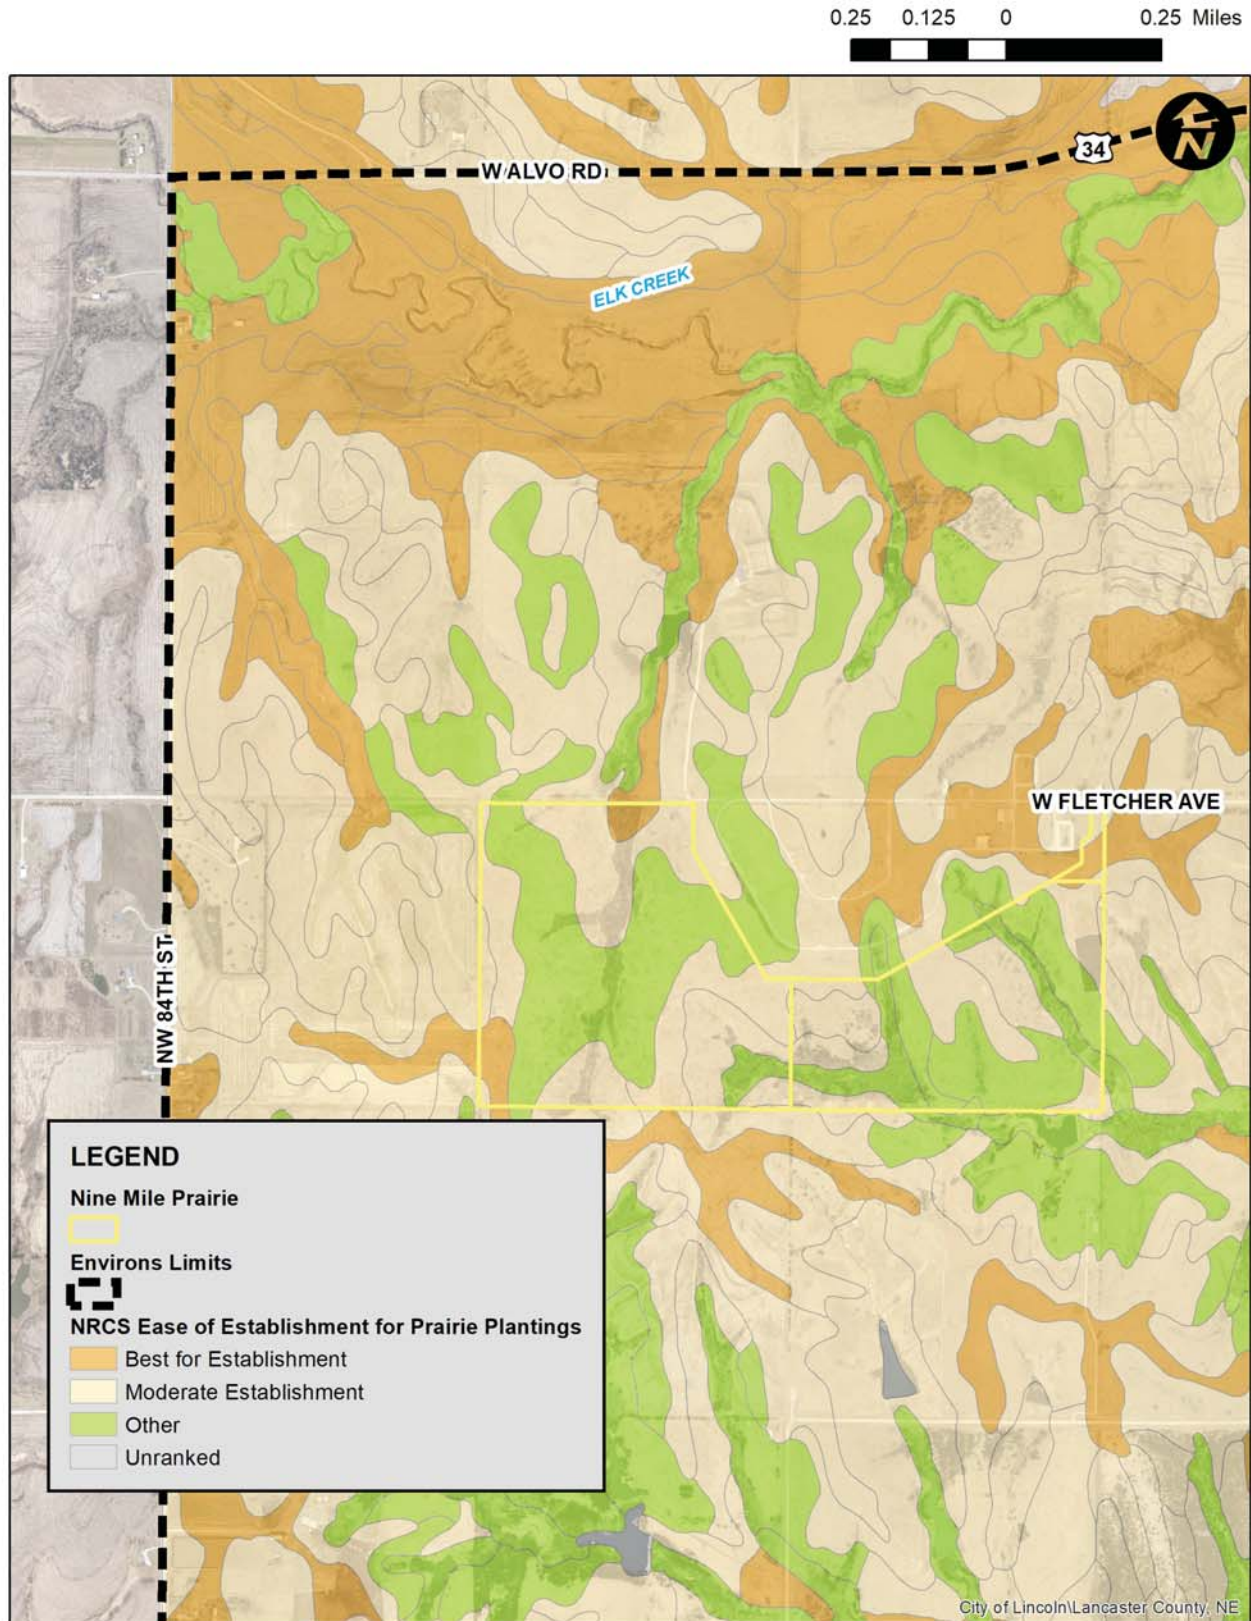 0.25 0.125 0 0.25 Miles
N
34
W ALVO RD
ELK CREEK
W FLETCHER AVE
NW 84TH ST
LEGEND
Nine Mile Prairie
Environs Limits
NRCS Ease of Establishment for Prairie Plantings
Best for Establishment
Moderate Establishment
Other
Unranked
City of Lincoln\Lancaster County, NE